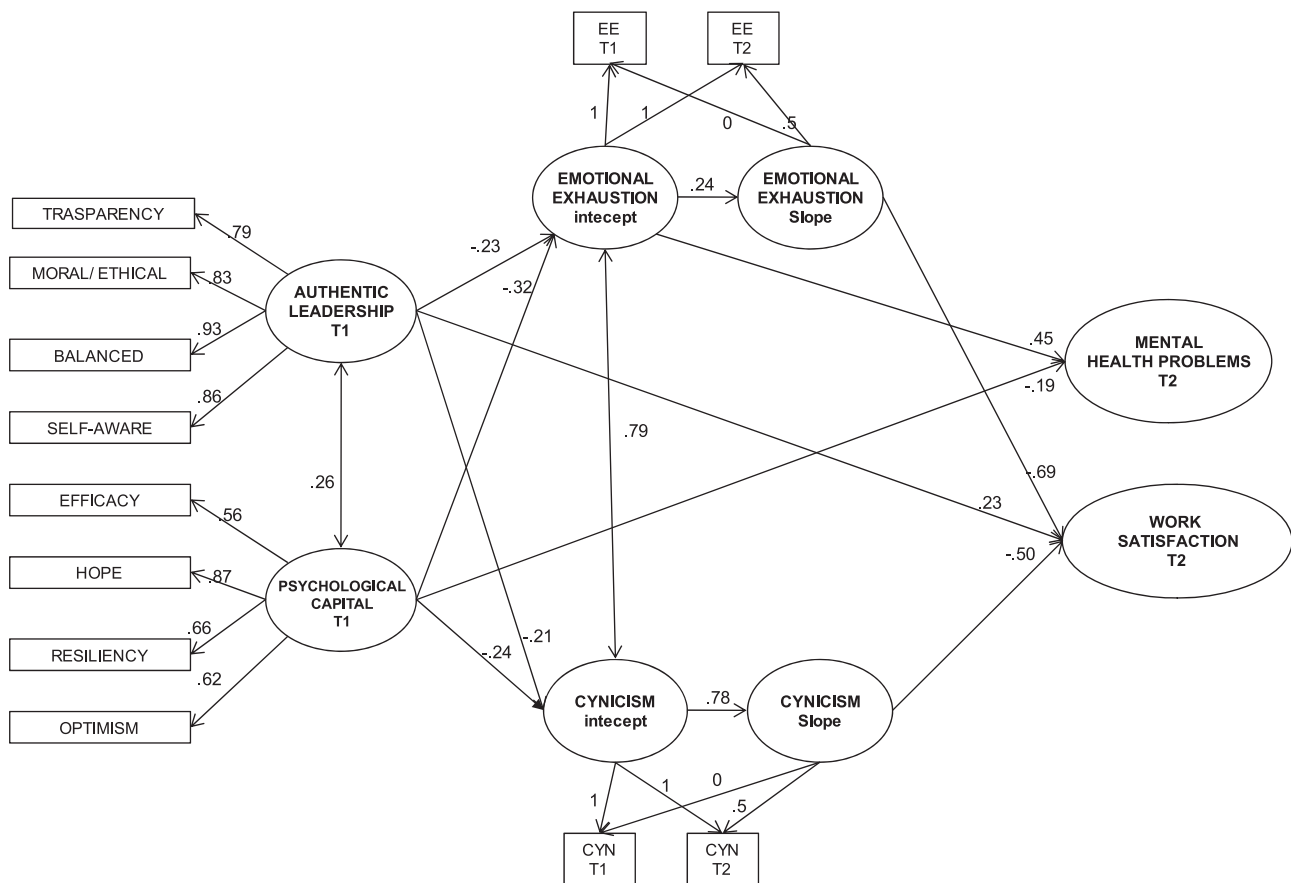 EE
T1
EE
T2
1
1
0
.5
EMOTIONAL
EXHAUSTION
intecept
.24
EMOTIONAL
EXHAUSTION
Slope
TRASPARENCY
.79
MORAL/ ETHICAL
.83
BALANCED
.93
SELF-AWARE
.86
AUTHENTIC
LEADERSHIP
T1
-.23
-.32
.45
-.19
MENTAL
HEALTH PROBLEMS
T2
.26
.79
EFFICACY
.56
HOPE
.87
RESILIENCY
.66
OPTIMISM
.62
PSYCHOLOGICAL
CAPITAL
T1
-.69
.23
-.50
WORK
SATISFACTION
T2
-.21
-.24
CYNICISM
intecept
.78
CYNICISM
Slope
1
1
0
.5
CYN
T1
CYN
T2